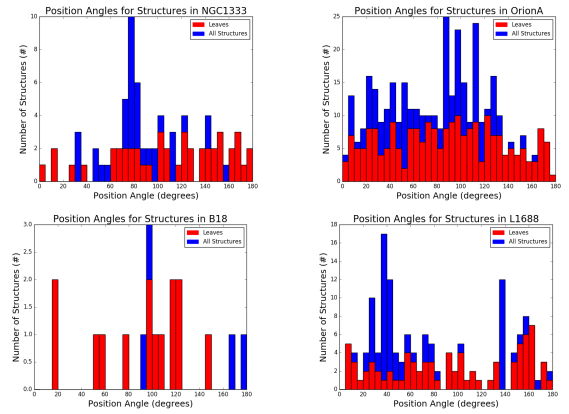 Position Angles for Structures in NGC1333
Number of Structures (#)
10
8
6
4
2
0
Leaves
All Structures
0 20 40 60 80 100 120 140 160 180
Position Angle (degrees)
Position Angles for Structures in OrionA
Number of Structures (#)
25
20
15
10
5
0
Leaves
All Structures
0 20 40 60 80 100 120 140 160 180
Position Angle (degrees)
Position Angles for Structures in B18
Number of Structures (#)
3.0
2.5
2.0
1.5
1.0
0.5
0.0
Leaves
All Structures
0 20 40 60 80 100 120 140 160 180
Position Angle (degrees)
Position Angles for Structures in L1688
Number of Structures (#)
18
16
14
12
10
8
6
4
2
0
Leaves
All Structures
0 20 40 60 80 100 120 140 160 180
Position Angle (degrees)